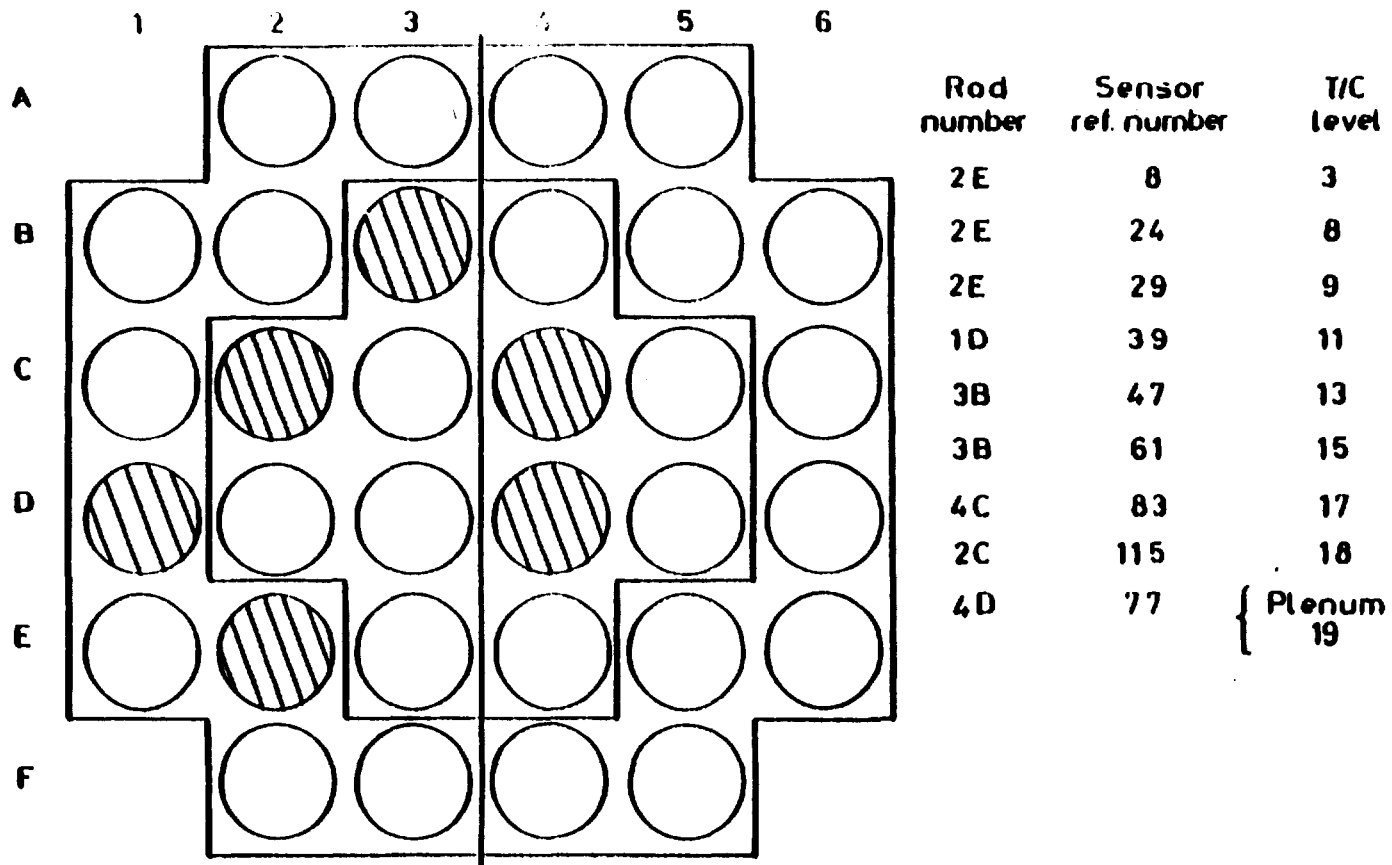 1 2 3 4 5 6
A
B
C
D
E
F
Rod Sensor T/C
number ref. number level
2E 8 3
2E 24 8
2E 29 9
1D 39 11
3B 47 13
3B 61 15
4C 83 17
2C 115 18
4D 77 { Plenum
19